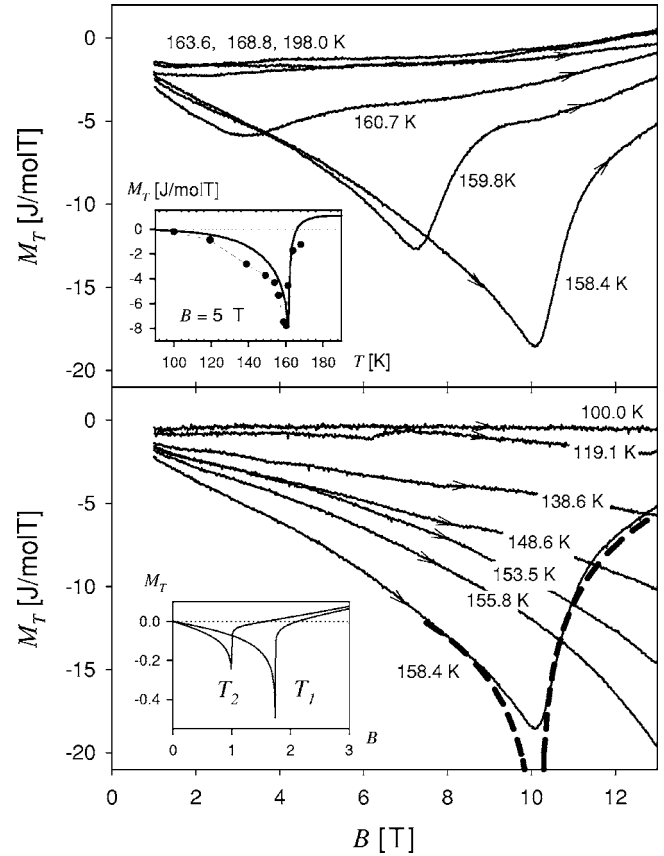 0
163.6, 168.8, 198.0 K
-5
160.7 K
M_T [J/molT]
-10
159.8K
M_T [J/molT]
0
-2
-4
-6
-8
B = 5 T
100 120 140 160 180
T [K]
158.4 K
-15
-20
0
100.0 K
119.1 K
-5
138.6 K
148.6 K
153.5 K
155.8 K
M_T [J/molT]
-10
M_T
0.0
-0.2
-0.4
T_2 T_1
0 1 2 3
B
158.4 K
-15
-20
0 2 4 6 8 10 12
B [T]